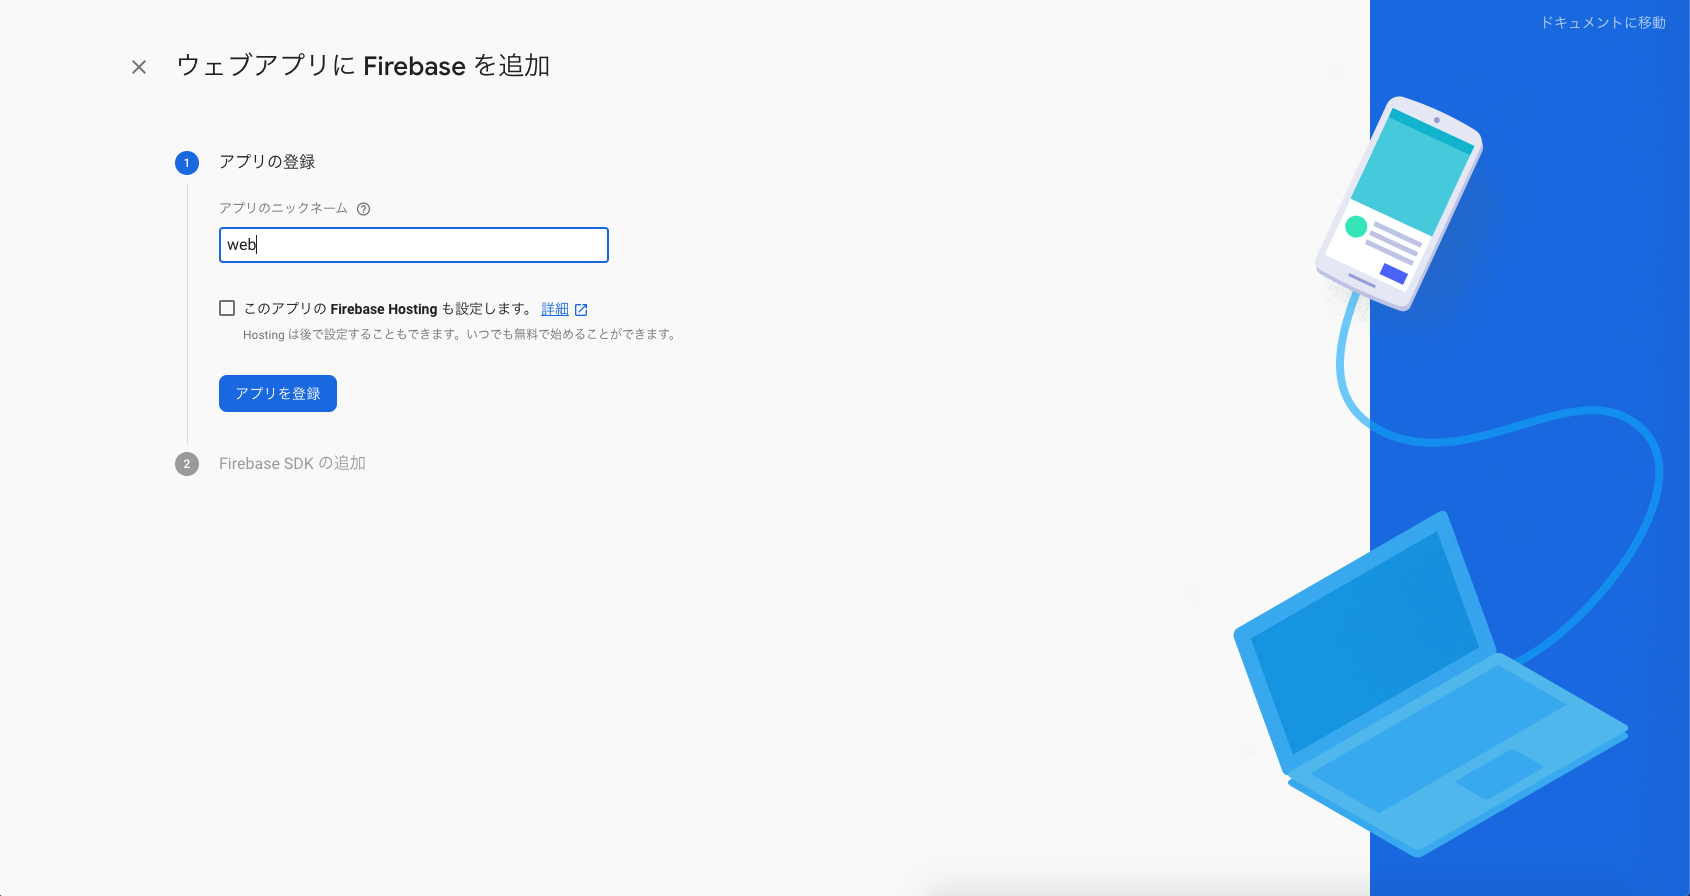 ドキュメントに移動
ウェブアプリに Firebase を追加
1 アプリの登録
アプリのニックネーム
web
このアプリの Firebase Hosting も設定します。 詳細
Hosting は後で設定することもできます。いつでも無料で始めることができます。
アプリを登録
2 Firebase SDK の追加